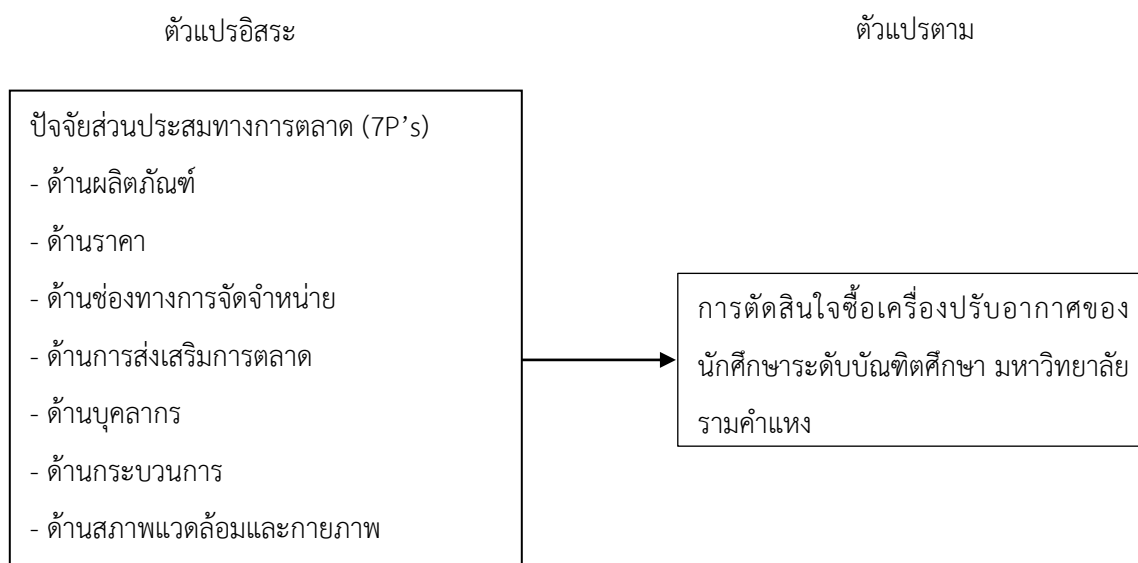 ตัวแปรอิสระ
ตัวแปรตาม
ปัจจัยส่วนประสมทางการตลาด (7P’s)
- ด้านผลิตภัณฑ์
- ด้านราคา
- ด้านช่องทางการจัดจำหน่าย
- ด้านการส่งเสริมการตลาด
- ด้านบุคลากร
- ด้านกระบวนการ
- ด้านสภาพแวดล้อมและกายภาพ
การตัดสินใจซื้อเครื่องปรับอากาศของ
นักศึกษาระดับบัณฑิตศึกษา มหาวิทยาลัย
รามคำแหง